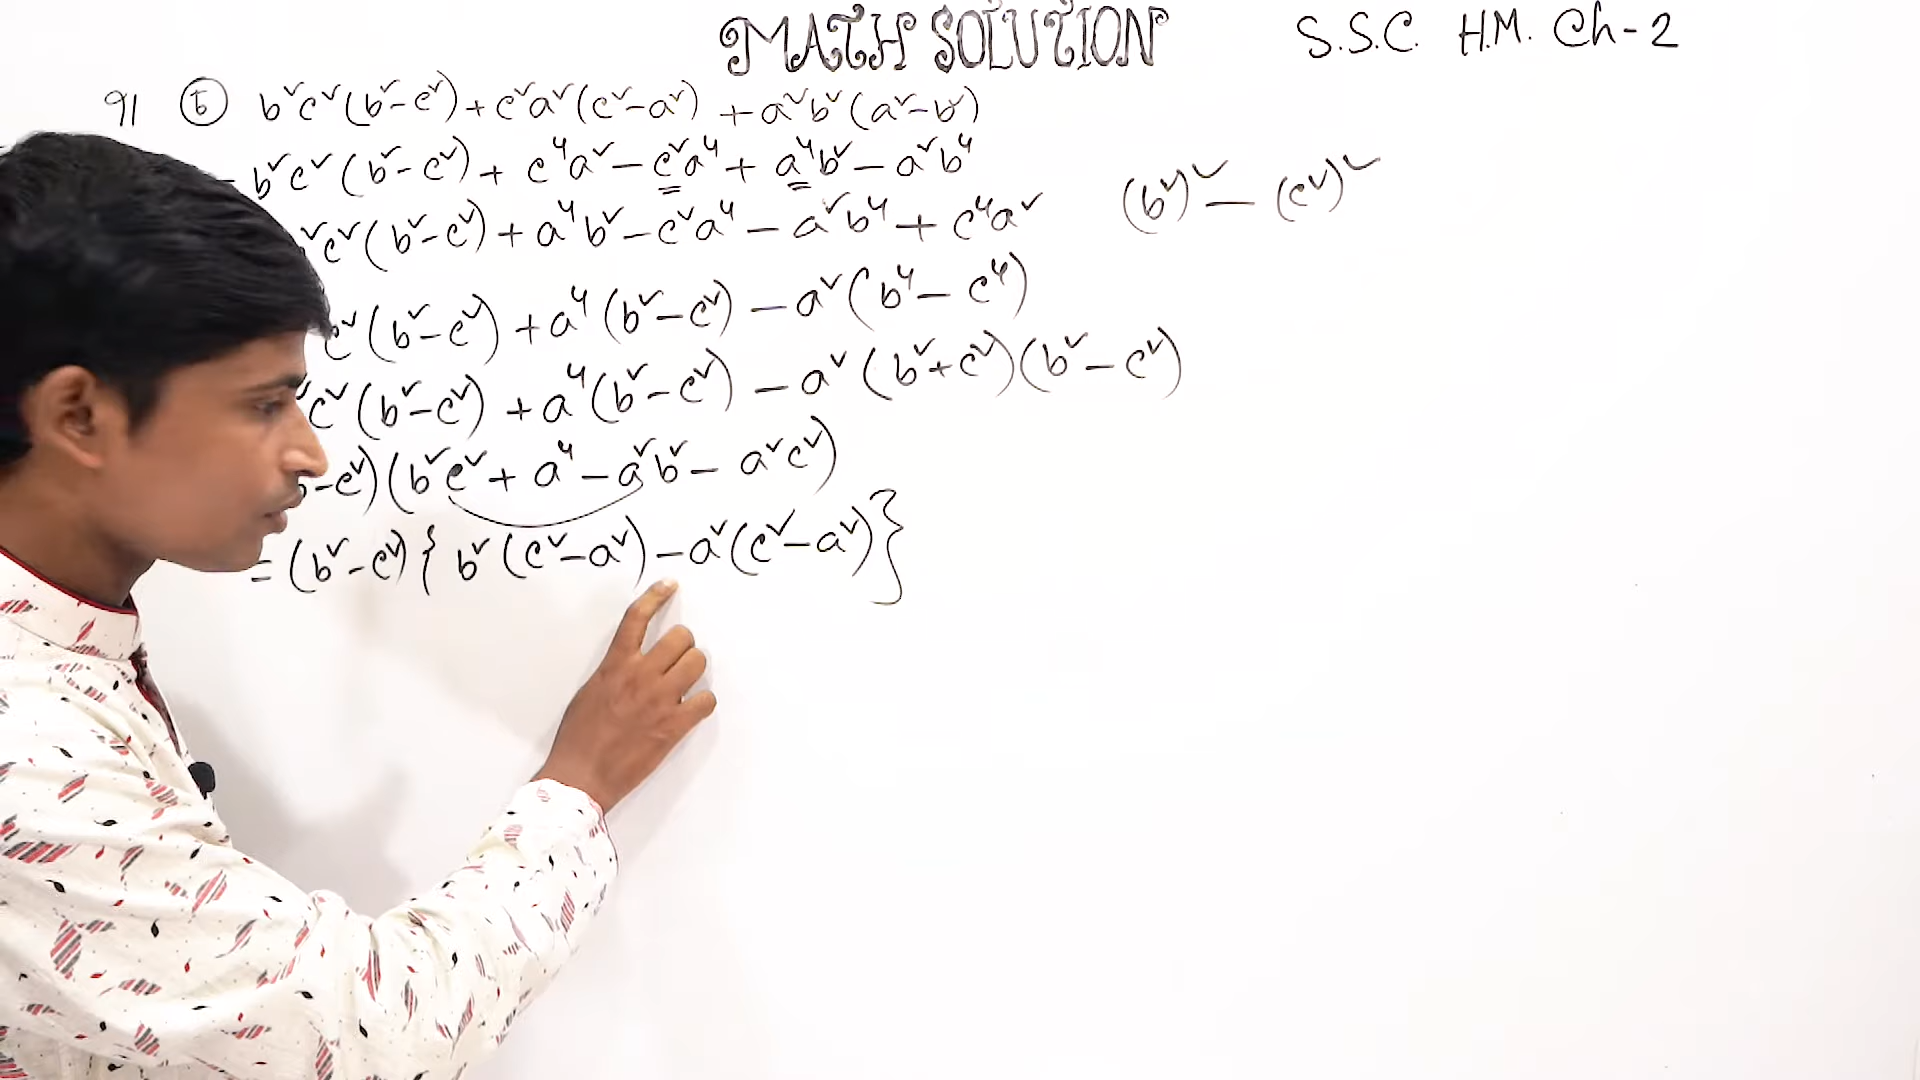 MATH SOLUTION
S.S.C. H.M. Ch-2
৭। ⓔ b²c²(b²-c²)+c²a²(c²-a²)+a²b²(a²-b²)
b²c²(b²-c²)+c⁴a²-c²a⁴+a⁴b²-a²b⁴
c²(b²-c²)+a⁴b²-c²a⁴-a²b⁴+c⁴a²
(b²)²-(c²)²
c²(b²-c²)+a⁴(b²-c²)-a²(b⁴-c⁴)
c²(b²-c²)+a⁴(b²-c²)-a²(b²+c²)(b²-c²)
-c²)(b²c²+a⁴-a²b²-a²c²)
=(b²-c²){b²(c²-a²)-a²(c²-a²)}